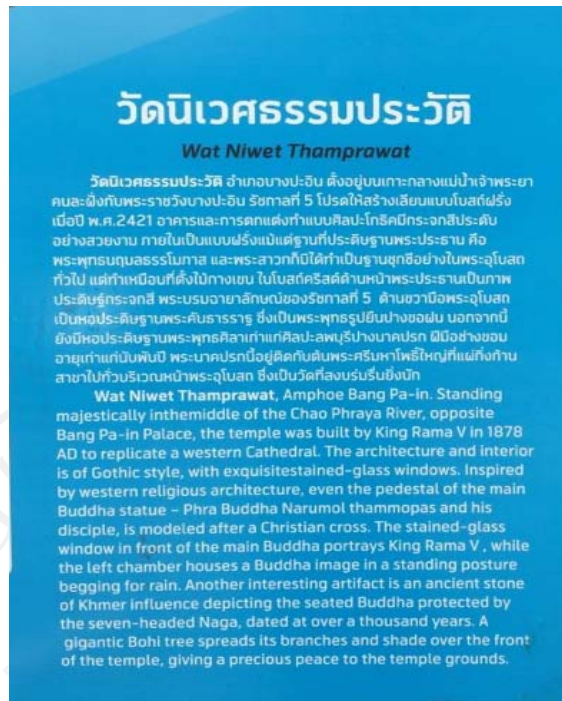 วัดนิเวศธรรมประวัติ
Wat Niwet Thamprawat
วัดนิเวศธรรมประวัติ อำเภอบางปะอิน ตั้งอยู่บนเกาะกลางแม่น้ำเจ้าพระยา
คนละฝั่งกับพระราชวังบางปะอิน รัชกาลที่ 5 โปรดให้สร้างเลียนแบบโบสถ์ฝรั่ง
เมื่อปี พ.ศ.2421 อาคารและการตกแต่งทำแบบศิลปะโกธิคมีกระจกสีประดับ
อย่างสวยงาม ภายในเป็นแบบฝรั่งแม้แต่ฐานที่ประดิษฐานพระประธาน คือ
พระพุทธนฤมลธรรมโมภาส และพระสาวกก็มิได้ทำเป็นฐานชุกชีอย่างในพระอุโบสถ
ทั่วไป แต่ทำเหมือนที่ตั้งไม้กางเขน ในโบสถ์คริสต์ด้านหน้าพระประธานเป็นภาพ
ประดิษฐ์กระจกสี พระบรมฉายาลักษณ์ของรัชกาลที่ 5 ด้านขวามือพระอุโบสถ
เป็นหอประดิษฐานพระคันธารราฐ ซึ่งเป็นพระพุทธรูปยืนปางขอฝน นอกจากนี้
ยังมีหอประดิษฐานพระพุทธศิลาเก่าแก่ศิลปะลพบุรีปางนาคปรก ฝีมือช่างขอม
อายุเก่าแก่นับพันปี พระนาคปรกนี้อยู่ติดกับต้นพระศรีมหาโพธิ์ใหญ่ที่แผ่กิ่งก้าน
สาขาไปทั่วบริเวณหน้าพระอุโบสถ ซึ่งเป็นวัดที่สงบร่มรื่นยิ่งนัก
Wat Niwet Thamprawat, Amphoe Bang Pa-in. Standing
majestically inthemiddle of the Chao Phraya River, opposite
Bang Pa-in Palace, the temple was built by King Rama V in 1878
AD to replicate a western Cathedral. The architecture and interior
is of Gothic style, with exquisitestained-glass windows. Inspired
by western religious architecture, even the pedestal of the main
Buddha statue – Phra Buddha Narumol thammopas and his
disciple, is modeled after a Christian cross. The stained-glass
window in front of the main Buddha portrays King Rama V , while
the left chamber houses a Buddha image in a standing posture
begging for rain. Another interesting artifact is an ancient stone
of Khmer influence depicting the seated Buddha protected by
the seven-headed Naga, dated at over a thousand years. A
gigantic Bohi tree spreads its branches and shade over the front
of the temple, giving a precious peace to the temple grounds.